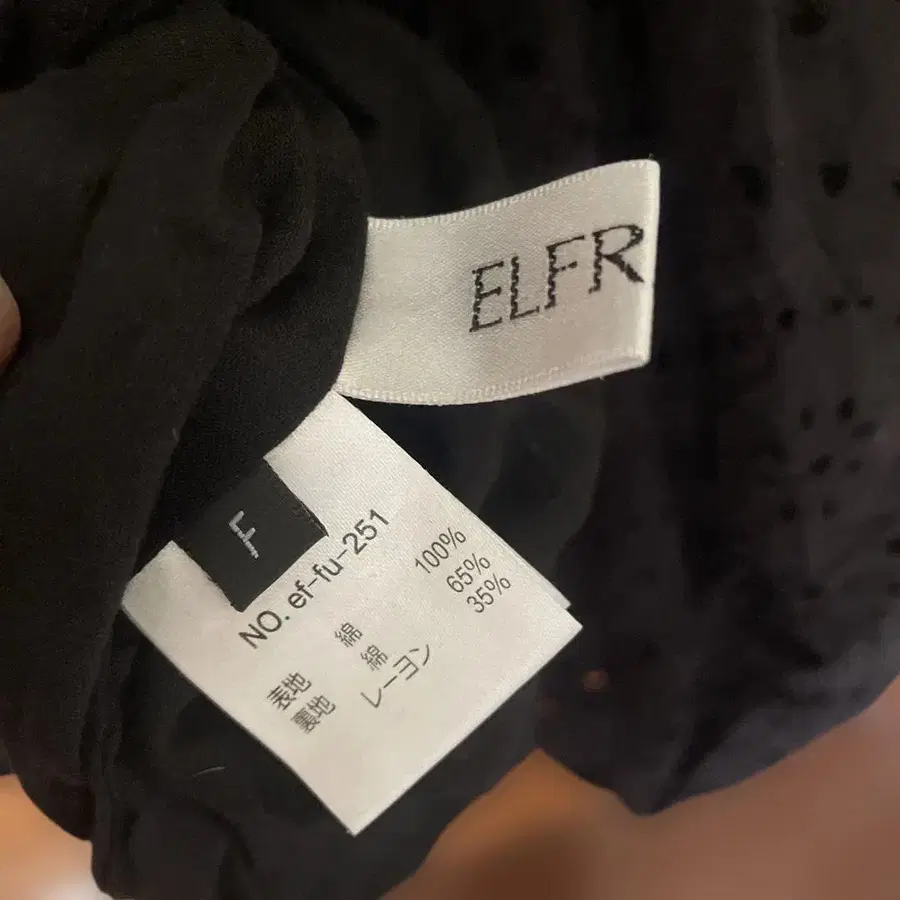 ELFR
F
NO. ef-fu-251
表地 綿 100%
裏地 綿 65%
レーヨン 35%